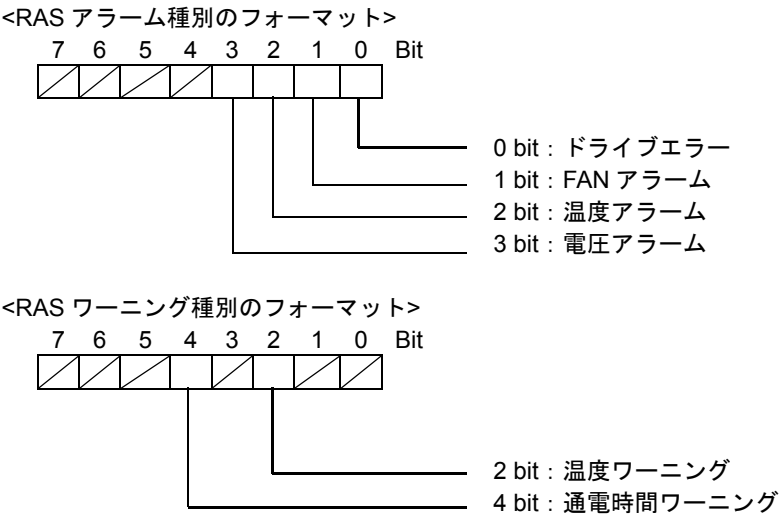 <RAS アラーム種別のフォーマット>
7 6 5 4 3 2 1 0 Bit
0 bit：ドライブエラー
1 bit：FAN アラーム
2 bit：温度アラーム
3 bit：電圧アラーム
<RAS ワーニング種別のフォーマット>
7 6 5 4 3 2 1 0 Bit
2 bit：温度ワーニング
4 bit：通電時間ワーニング